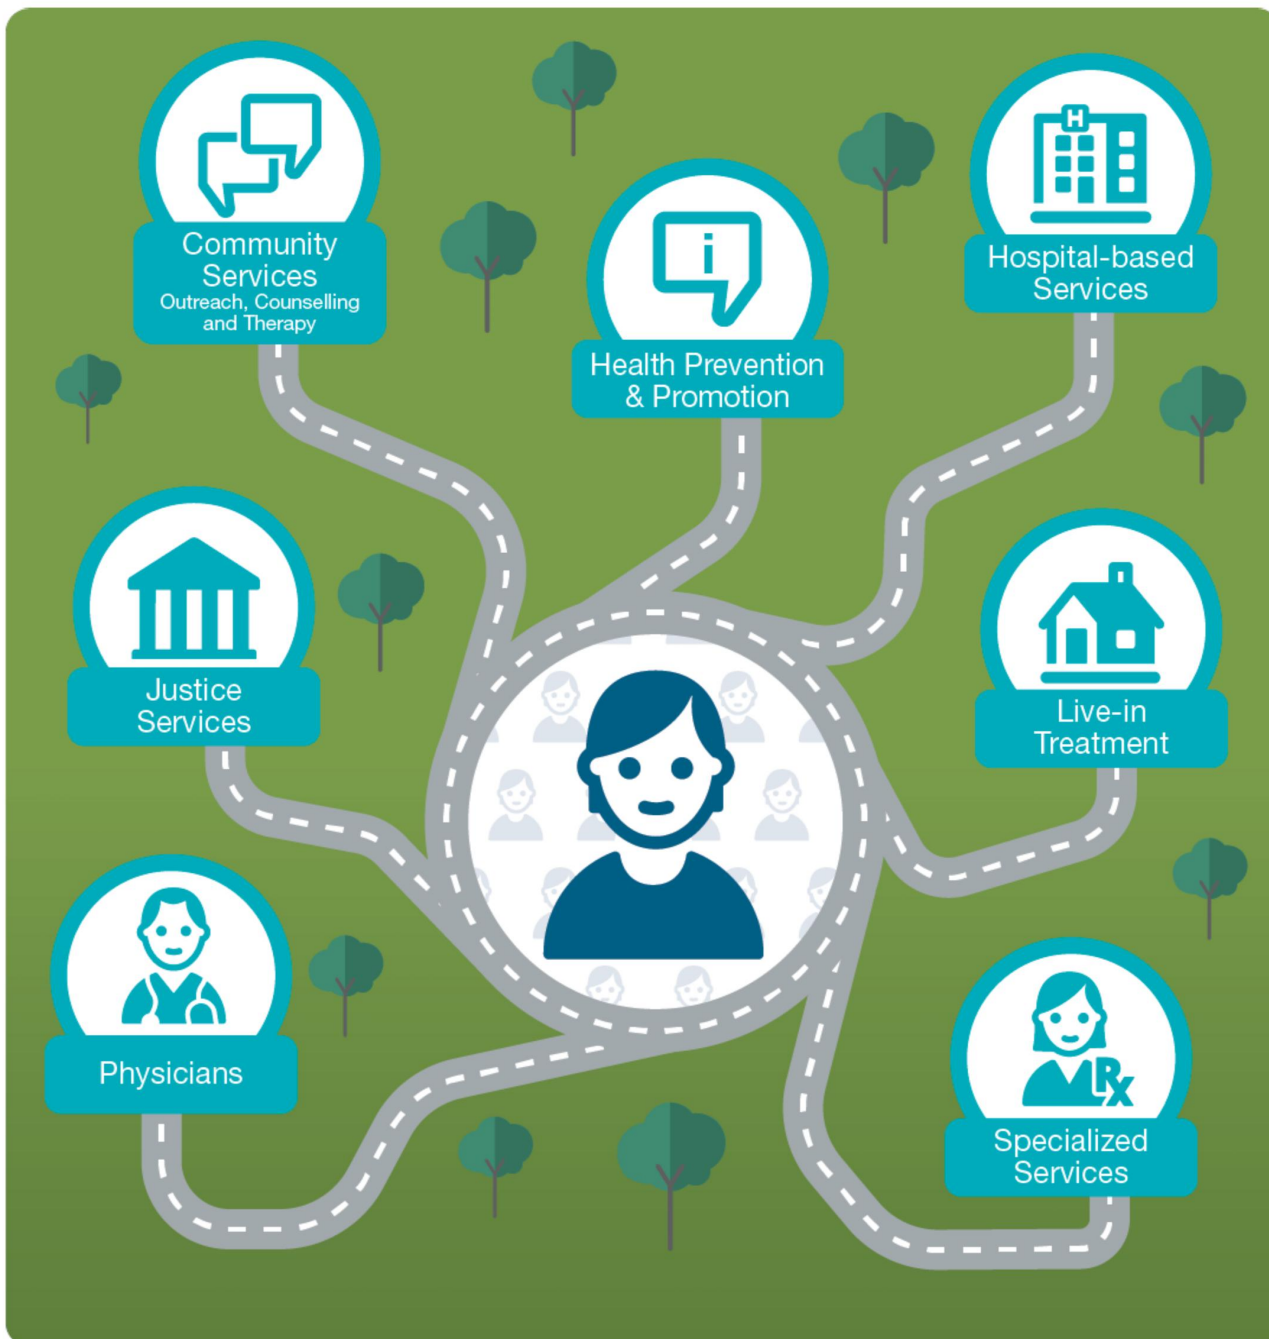 Community
Services
Outreach, Counselling
and Therapy
i
Health Prevention
& Promotion
H
Hospital-based
Services
Justice
Services
Live-in
Treatment
Physicians
Rx
Specialized
Services